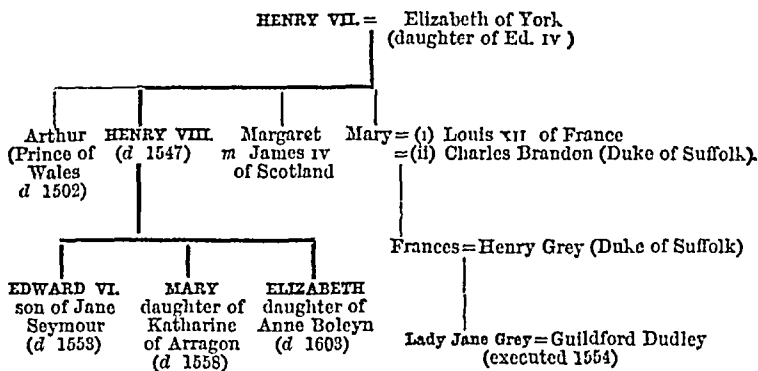 HENRY VII. = Elizabeth of York
(daughter of Ed. IV)
Arthur HENRY VIII. Margaret Mary = (i) Louis XII of France
(Prince of (d 1547) m James IV = (ii) Charles Brandon (Duke of Suffolk).
Wales of Scotland
d 1502)
Frances = Henry Grey (Duke of Suffolk)
EDWARD VI. MARY ELIZABETH
son of Jane daughter of daughter of
Seymour Katharine Anne Boleyn
(d 1553) of Arragon (d 1603)
(d 1558)
Lady Jane Grey = Guildford Dudley
(executed 1554)